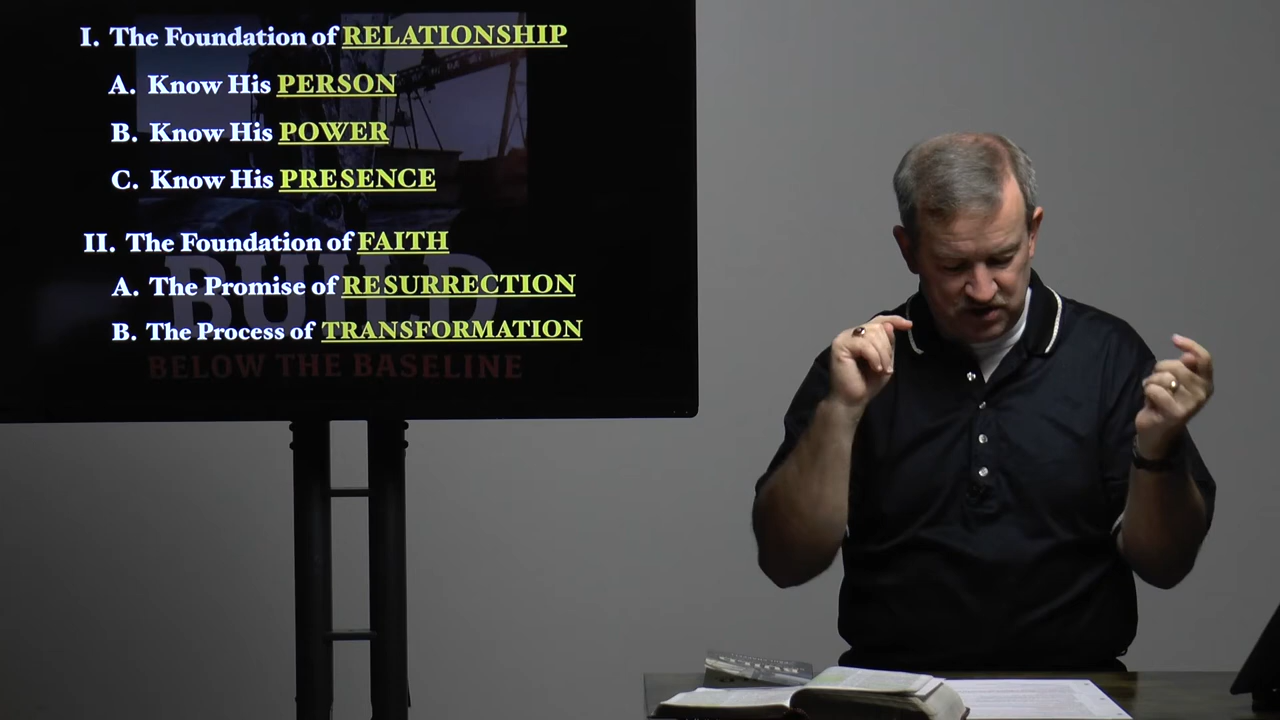 I. The Foundation of RELATIONSHIP
A. Know His PERSON
B. Know His POWER
C. Know His PRESENCE
II. The Foundation of FAITH
A. The Promise of RESURRECTION
B. The Process of TRANSFORMATION
BUILD
BELOW THE BASELINE